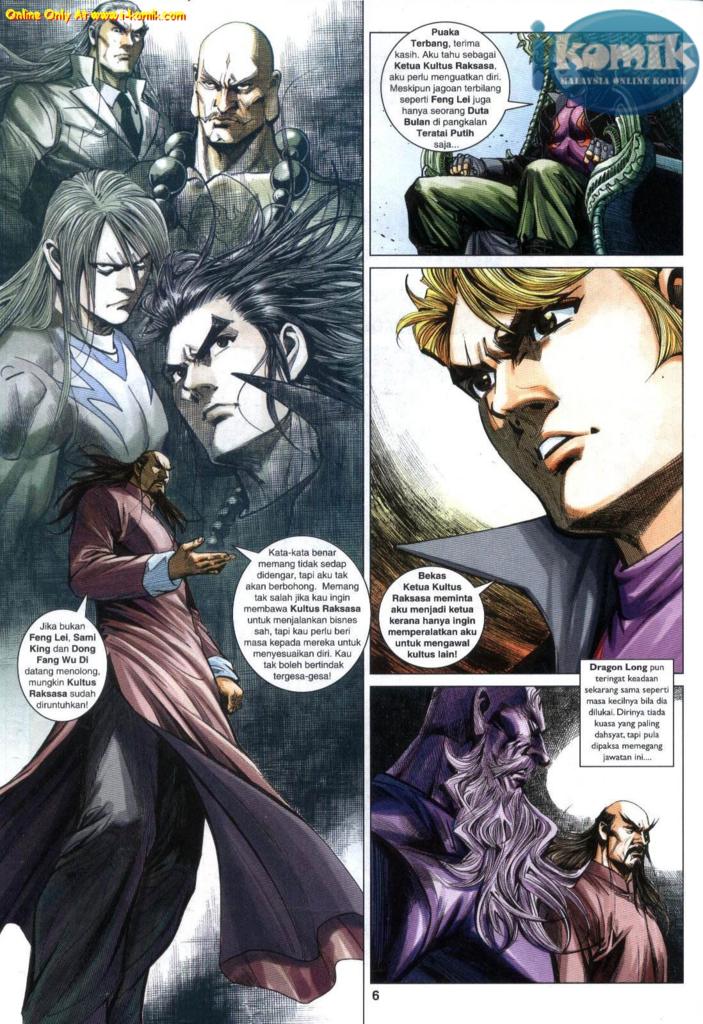 Online Only At www.i-komik.com
Jika bukan
Feng Lei, Sami
King dan Dong
Fang Wu Di
datang menolong,
mungkin Kultus
Raksasa sudah
diruntuhkan!
Kata-kata benar
memang tidak sedap
didengar, tapi aku tak
akan berbohong. Memang
tak salah jika kau ingin
membawa Kultus Raksasa
untuk menjalankan bisnes
sah, tapi kau perlu beri
masa kepada mereka untuk
menyesuaikan diri. Kau
tak boleh bertindak
tergesa-gesa!
Puaka
Terbang, terima
kasih. Aku tahu sebagai
Ketua Kultus Raksasa,
aku perlu menguatkan diri.
Meskipun jagoan terbilang
seperti Feng Lei juga
hanya seorang Duta
Bulan di pangkalan
Teratai Putih
saja...
ikomik
MALAYSIA ONLINE KOMIK
Bekas
Ketua Kultus
Raksasa meminta
aku menjadi ketua
kerana hanya ingin
memperalatkan aku
untuk mengawal
kultus lain!
Dragon Long pun
teringat keadaan
sekarang sama seperti
masa kecilnya bila dia
dilukai. Dirinya tiada
kuasa yang paling
dahsyat, tapi pula
dipaksa memegang
jawatan ini....
6